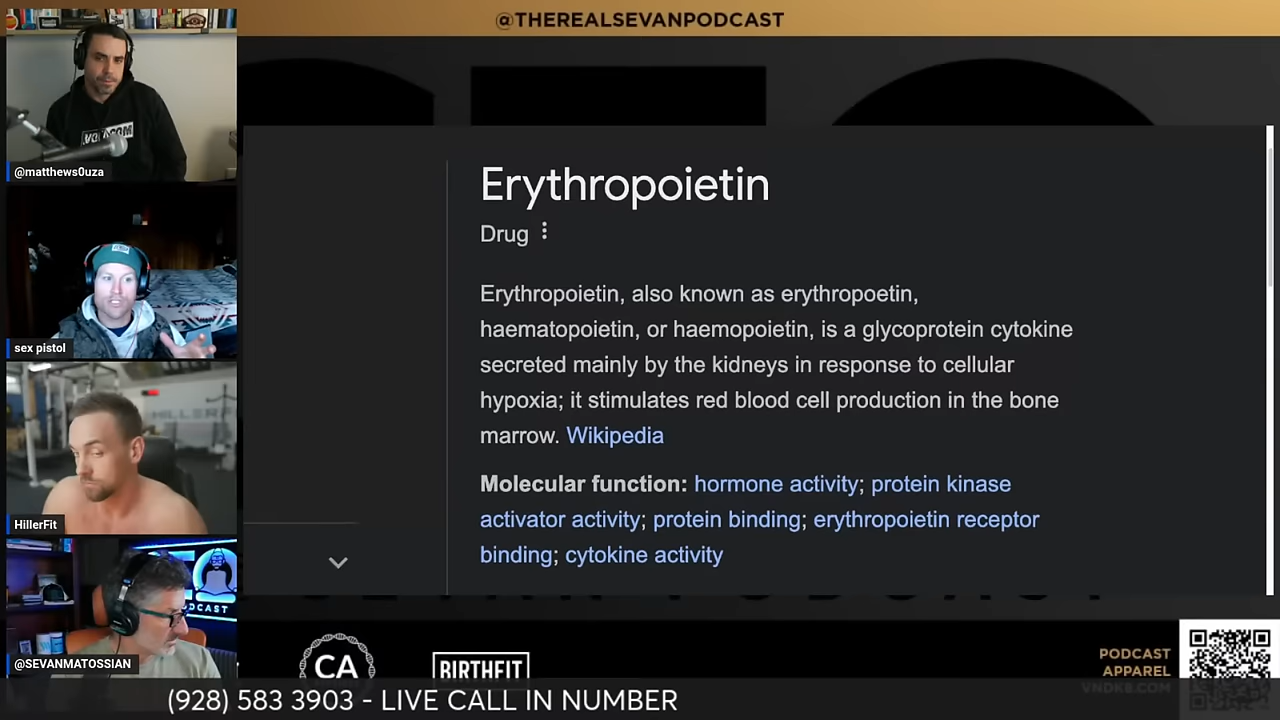 @THEREALSEVANPODCAST
@matthews0uza
sex pistol
HillerFit
@SEVANMATOSSIAN
Erythropoietin
Drug
Erythropoietin, also known as erythropoetin,
haematopoietin, or haemopoietin, is a glycoprotein cytokine
secreted mainly by the kidneys in response to cellular
hypoxia; it stimulates red blood cell production in the bone
marrow. Wikipedia
Molecular function: hormone activity; protein kinase
activator activity; protein binding; erythropoietin receptor
binding; cytokine activity
CA
BIRTHFIT
PODCAST
APPAREL
VNDK8.COM
(928) 583 3903 - LIVE CALL IN NUMBER